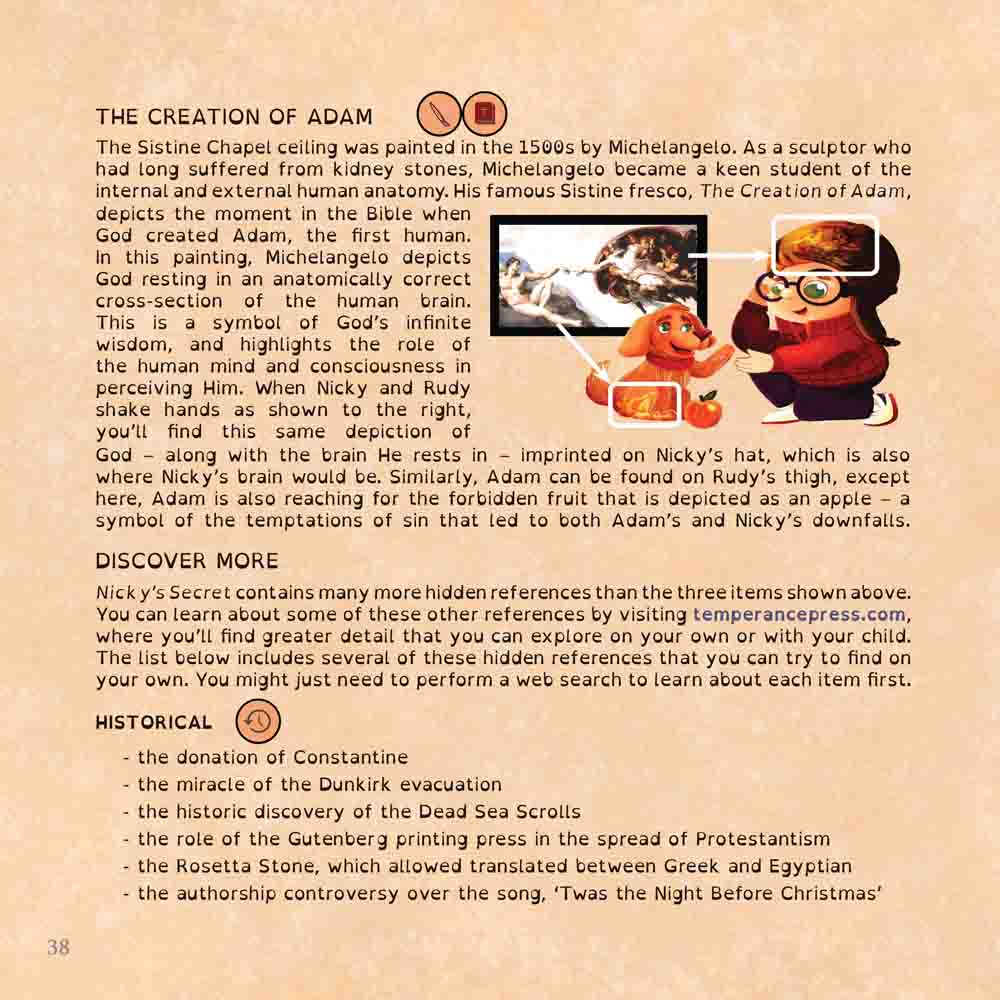 THE CREATION OF ADAM
The Sistine Chapel ceiling was painted in the 1500s by Michelangelo. As a sculptor who
had long suffered from kidney stones, Michelangelo became a keen student of the
internal and external human anatomy. His famous Sistine fresco, The Creation of Adam,
depicts the moment in the Bible when
God created Adam, the first human.
In this painting, Michelangelo depicts
God resting in an anatomically correct
cross-section of the human brain.
This is a symbol of God's infinite
wisdom, and highlights the role of
the human mind and consciousness in
perceiving Him. When Nicky and Rudy
shake hands as shown to the right,
you'll find this same depiction of
God – along with the brain He rests in – imprinted on Nicky's hat, which is also
where Nicky's brain would be. Similarly, Adam can be found on Rudy's thigh, except
here, Adam is also reaching for the forbidden fruit that is depicted as an apple – a
symbol of the temptations of sin that led to both Adam's and Nicky's downfalls.
DISCOVER MORE
Nicky's Secret contains many more hidden references than the three items shown above.
You can learn about some of these other references by visiting temperancepress.com,
where you'll find greater detail that you can explore on your own or with your child.
The list below includes several of these hidden references that you can try to find on
your own. You might just need to perform a web search to learn about each item first.
HISTORICAL
- the donation of Constantine
- the miracle of the Dunkirk evacuation
- the historic discovery of the Dead Sea Scrolls
- the role of the Gutenberg printing press in the spread of Protestantism
- the Rosetta Stone, which allowed translated between Greek and Egyptian
- the authorship controversy over the song, 'Twas the Night Before Christmas'
38